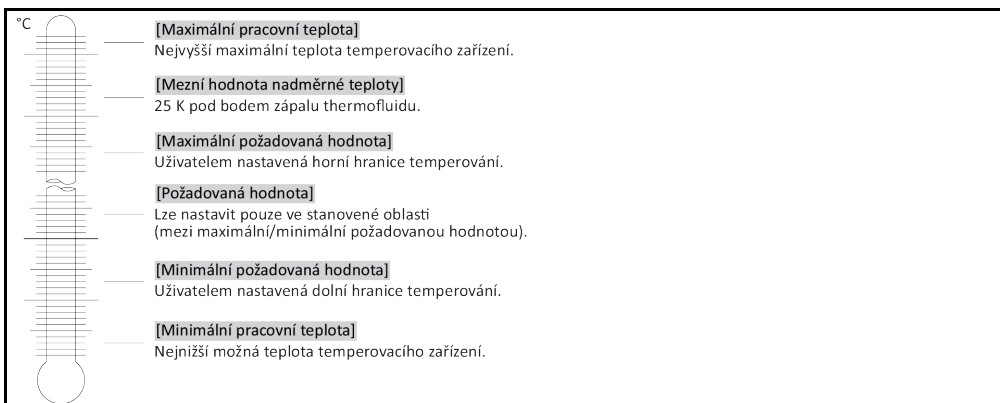 °C
[Maximální pracovní teplota]
Nejvyšší maximální teplota temperovacího zařízení.
[Mezní hodnota nadměrné teploty]
25 K pod bodem zápalu thermofluidu.
[Maximální požadovaná hodnota]
Uživatelem nastavená horní hranice temperování.
[Požadovaná hodnota]
Lze nastavit pouze ve stanovené oblasti
(mezi maximální/minimální požadovanou hodnotou).
[Minimální požadovaná hodnota]
Uživatelem nastavená dolní hranice temperování.
[Minimální pracovní teplota]
Nejnižší možná teplota temperovacího zařízení.